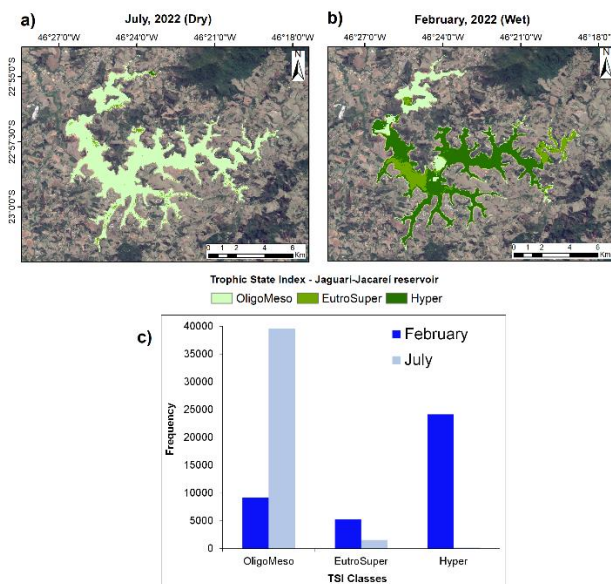 a) July, 2022 (Dry)
46°27'0"W 46°24'0"W 46°21'0"W 46°18'0"W
22°55'0"S
22°57'30"S
23°0'0"S
N
0 1 2 4 6
Km
b) February, 2022 (Wet)
46°27'0"W 46°24'0"W 46°21'0"W 46°18'0"W
N
0 1 2 4 6
Km
Trophic State Index - Jaguari-Jacareí reservoir
OligoMeso EutroSuper Hyper
c)
February
July
Frequency
40000
35000
30000
25000
20000
15000
10000
5000
0
OligoMeso EutroSuper Hyper
TSI Classes